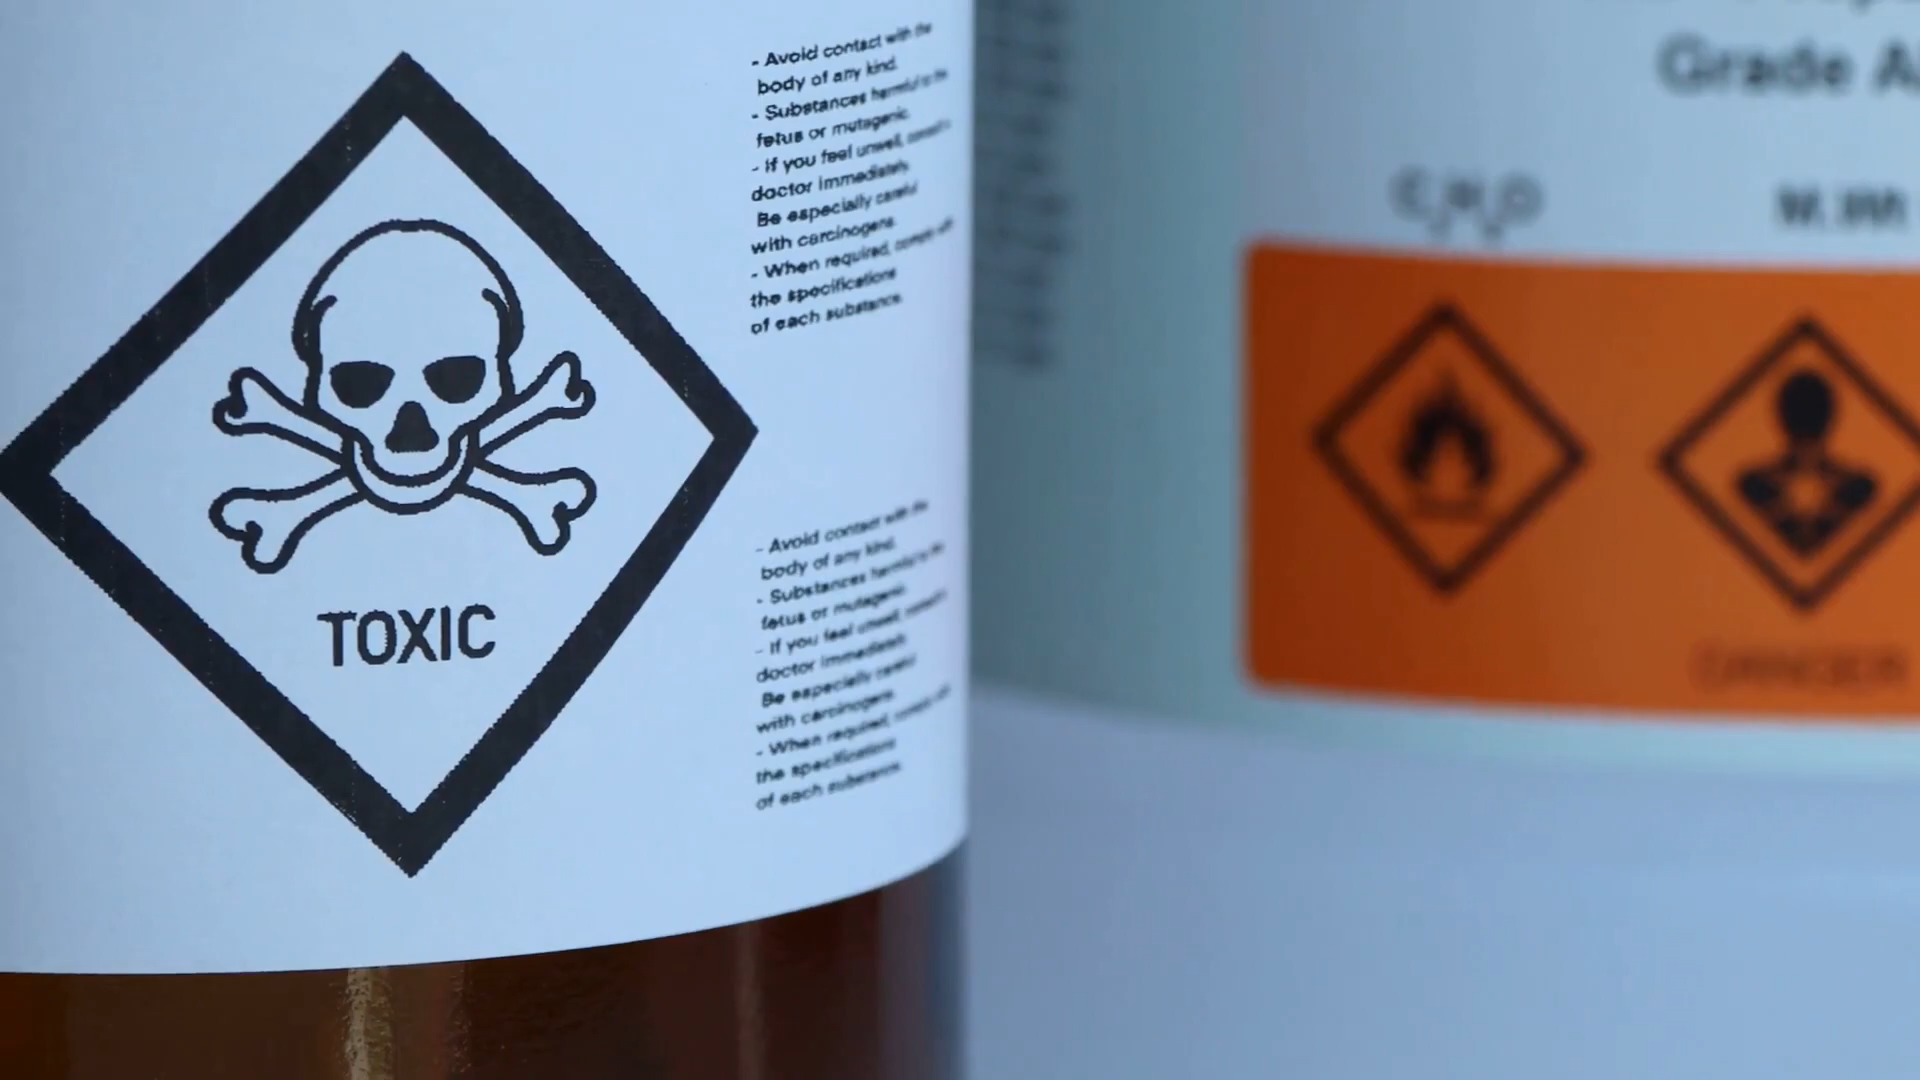 TOXIC
- Avoid contact with the
body of any kind.
- Substances harmful to the
fetus or mutagenic.
- If you feel unwell, consult a
doctor immediately.
Be especially careful
with carcinogens.
- When required, comply with
the specifications
of each substance.
- Avoid contact with the
body of any kind.
- Substances harmful to the
fetus or mutagenic.
- If you feel unwell, consult a
doctor immediately.
Be especially careful
with carcinogens.
- When required, comply with
the specifications
of each substance.
Grade
DANGER